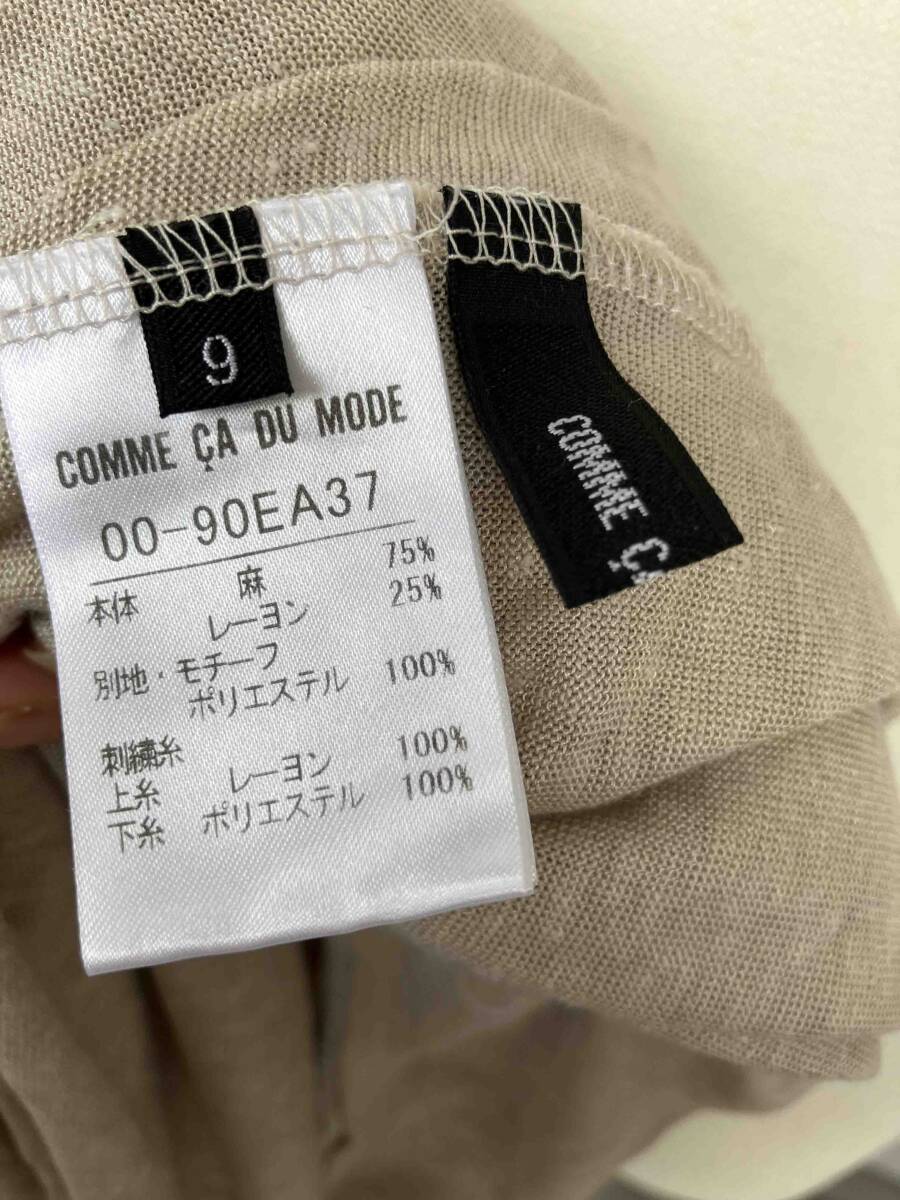 9
COMME ÇA DU MODE
00-90EA37
本体 麻 75%
レーヨン 25%
別地・モチーフ
ポリエステル 100%
刺繍糸
上糸 レーヨン 100%
下糸 ポリエステル 100%
COMME ÇA